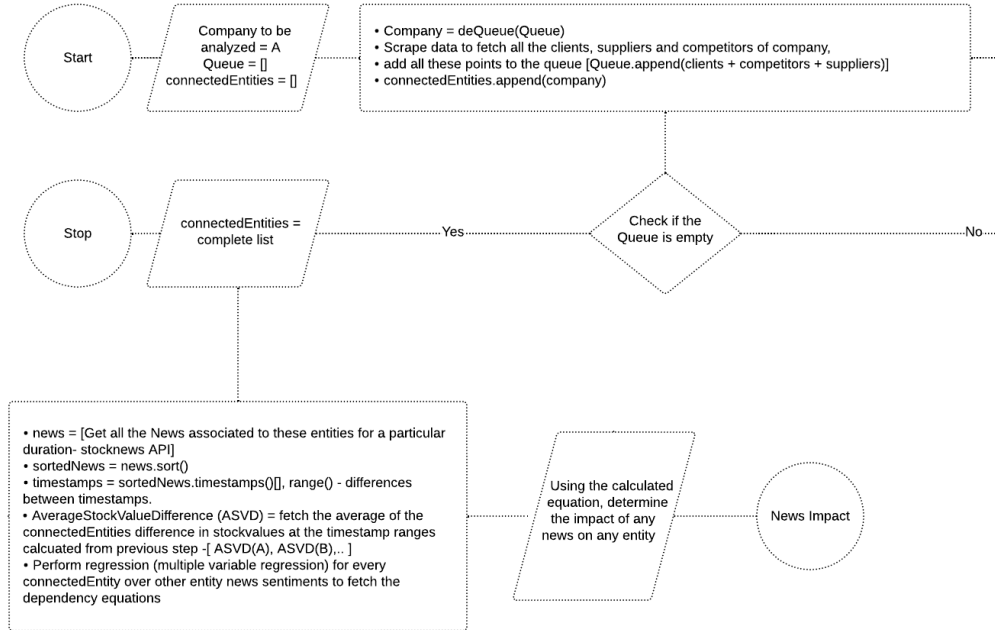 Start
Company to be
analyzed = A
Queue = []
connectedEntities = []
• Company = deQueue(Queue)
• Scrape data to fetch all the clients, suppliers and competitors of company,
• add all these points to the queue [Queue.append(clients + competitors + suppliers)]
• connectedEntities.append(company)
Stop
connectedEntities =
complete list
Yes
Check if the
Queue is empty
No
• news = [Get all the News associated to these entities for a particular
duration- stocknews API]
• sortedNews = news.sort()
• timestamps = sortedNews.timestamps()[], range() - differences
between timestamps.
• AverageStockValueDifference (ASVD) = fetch the average of the
connectedEntities difference in stockvalues at the timestamp ranges
calcuated from previous step -[ ASVD(A), ASVD(B),.. ]
• Perform regression (multiple variable regression) for every
connectedEntity over other entity news sentiments to fetch the
dependency equations
Using the calculated
equation, determine
the impact of any
news on any entity
News Impact